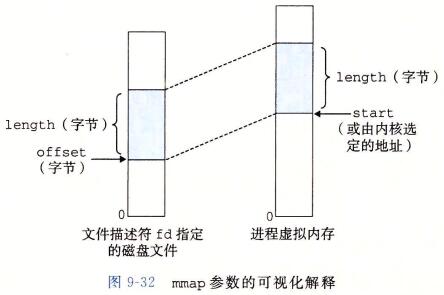 length（字节）
offset
（字节）
0
文件描述符 fd 指定
的磁盘文件
length（字节）
start
（或由内核选
定的地址）
0
进程虚拟内存
图 9-32 mmap 参数的可视化解释